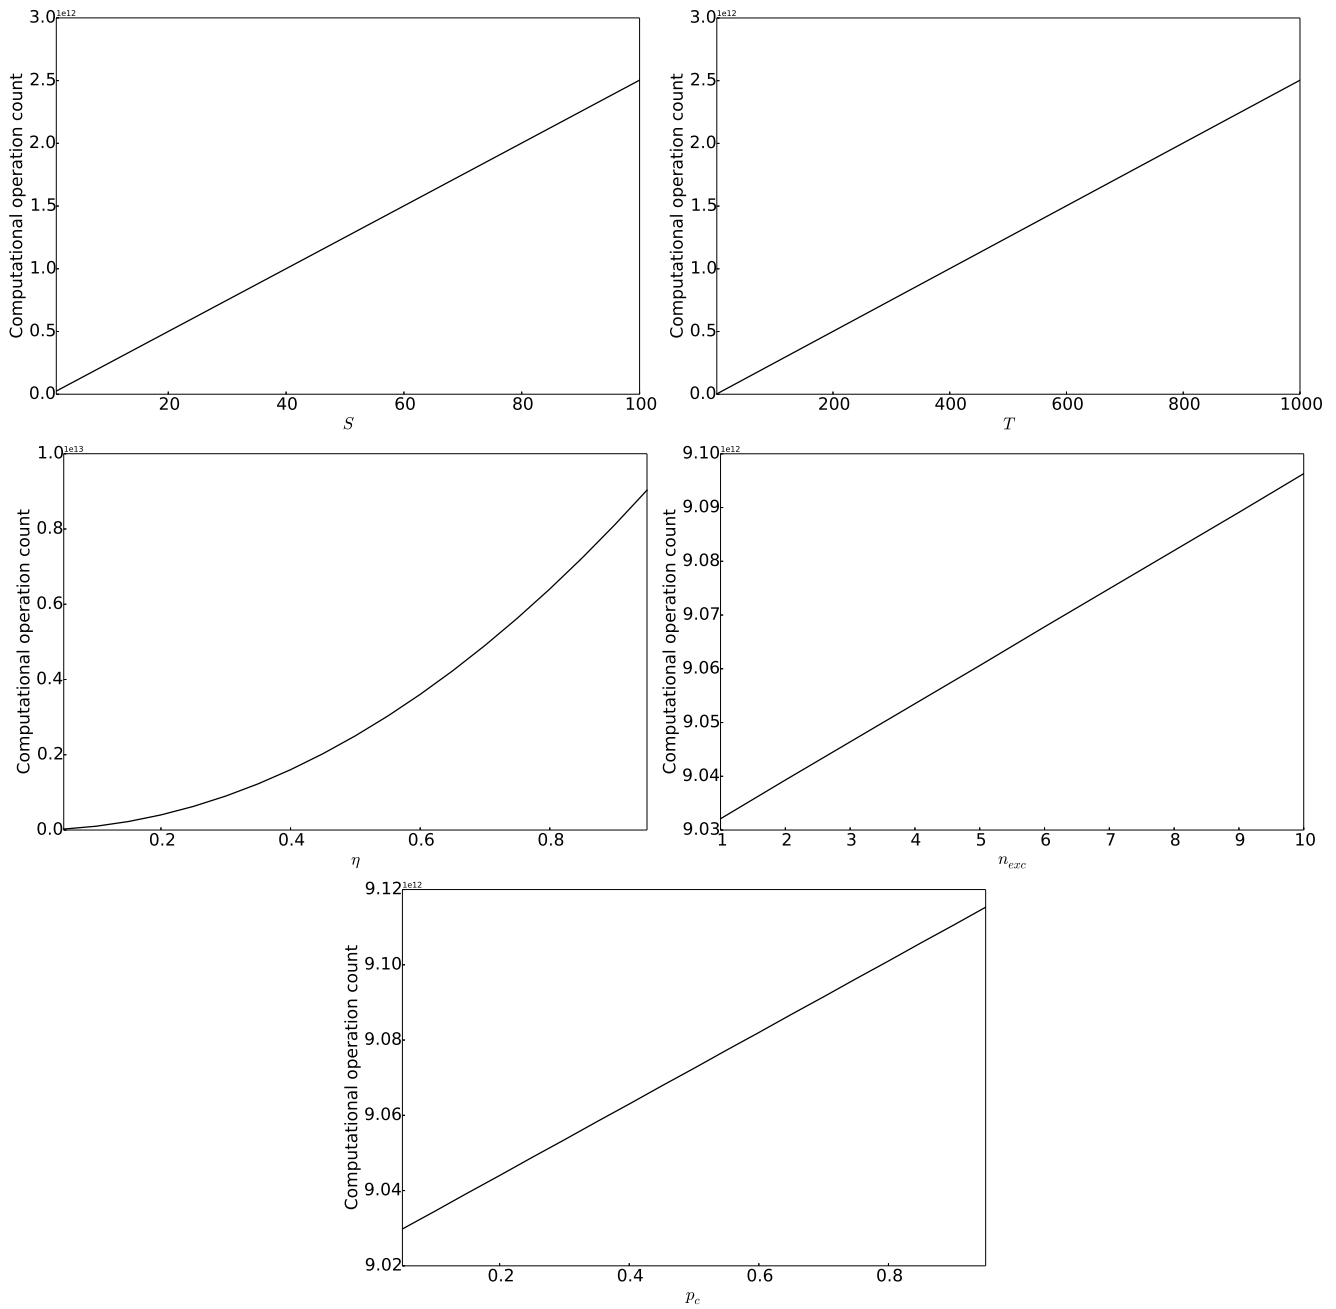 3.0 1e12
2.5
2.0
1.5
1.0
0.5
0.0
Computational operation count
20 40 60 80 100
S
3.0 1e12
2.5
2.0
1.5
1.0
0.5
0.0
Computational operation count
200 400 600 800 1000
T
1.0 1e13
0.8
0.6
0.4
0.2
0.0
Computational operation count
0.2 0.4 0.6 0.8
η
9.10 1e12
9.09
9.08
9.07
9.06
9.05
9.04
9.03
Computational operation count
1 2 3 4 5 6 7 8 9 10
n_exc
9.12 1e12
9.10
9.08
9.06
9.04
9.02
Computational operation count
0.2 0.4 0.6 0.8
p_c